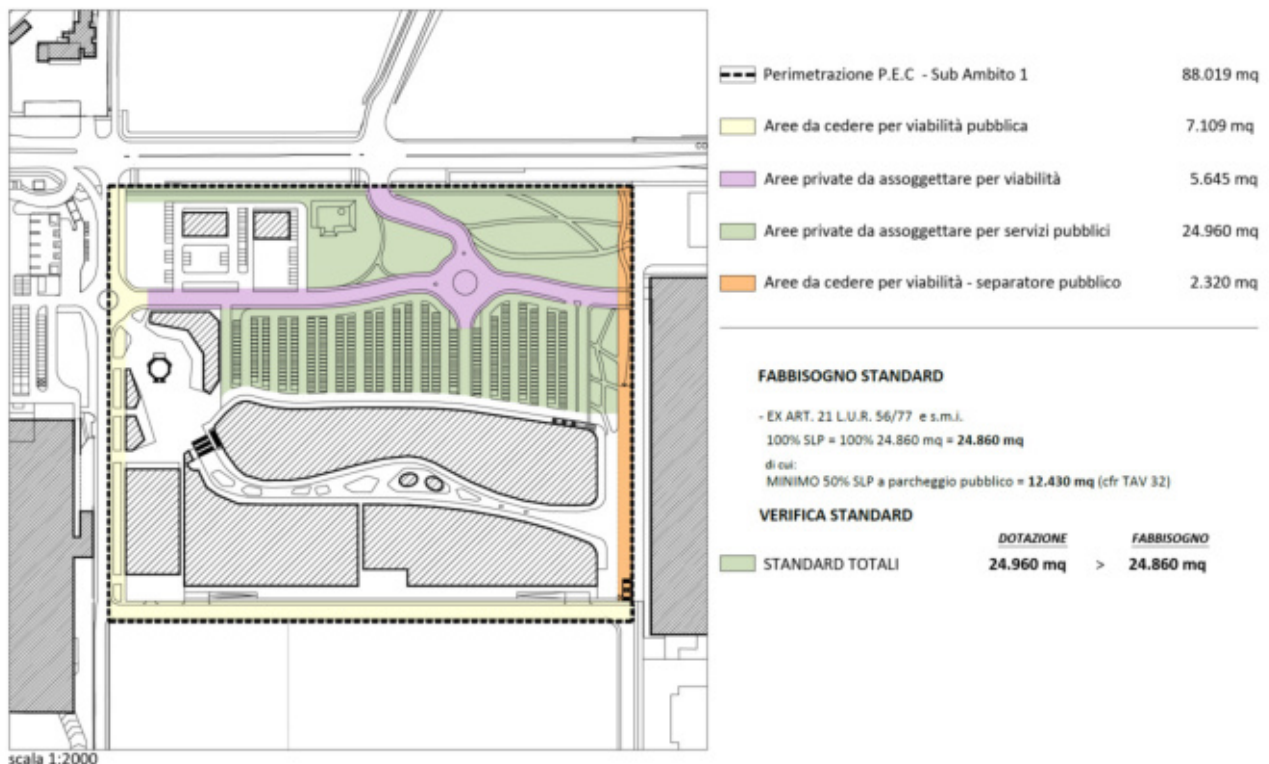 Perimetrazione P.E.C - Sub Ambito 1 88.019 mq
Aree da cedere per viabilità pubblica 7.109 mq
Aree private da assoggettare per viabilità 5.645 mq
Aree private da assoggettare per servizi pubblici 24.960 mq
Aree da cedere per viabilità - separatore pubblico 2.320 mq
FABBISOGNO STANDARD
- EX ART. 21 L.U.R. 56/77 e s.m.i.
100% SLP = 100% 24.860 mq = 24.860 mq
di cui:
MINIMO 50% SLP a parcheggio pubblico = 12.430 mq (cfr TAV 32)
VERIFICA STANDARD
DOTAZIONE FABBISOGNO
STANDARD TOTALI 24.960 mq > 24.860 mq
CO
scala 1:2000